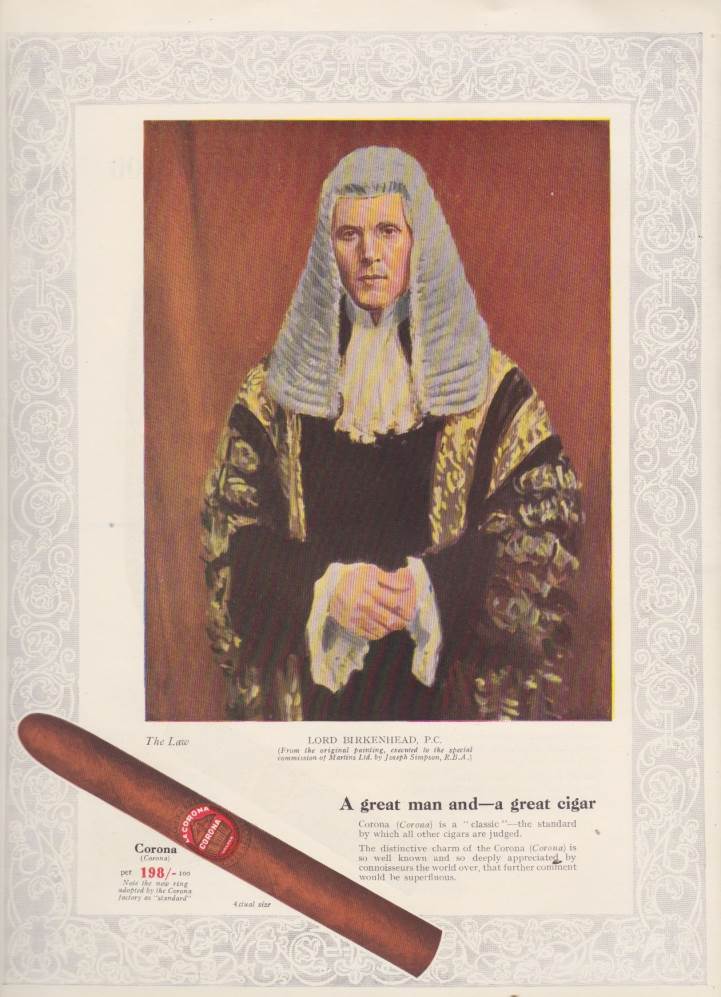 The Law
LORD BIRKENHEAD, P.C.
(From the original painting, executed to the special
commission of Martins Ltd. by Joseph Simpson, R.B.A.)
A great man and—a great cigar
Corona (Corona) is a "classic"—the standard
by which all other cigars are judged.
The distinctive charm of the Corona (Corona) is
so well known and so deeply appreciated by
connoisseurs the world over, that further comment
would be superfluous.
LA CORONA
CORONA
Corona
(Corona)
per 198/- 100
Note the new ring
adopted by the Corona
factory as "standard"
Actual size